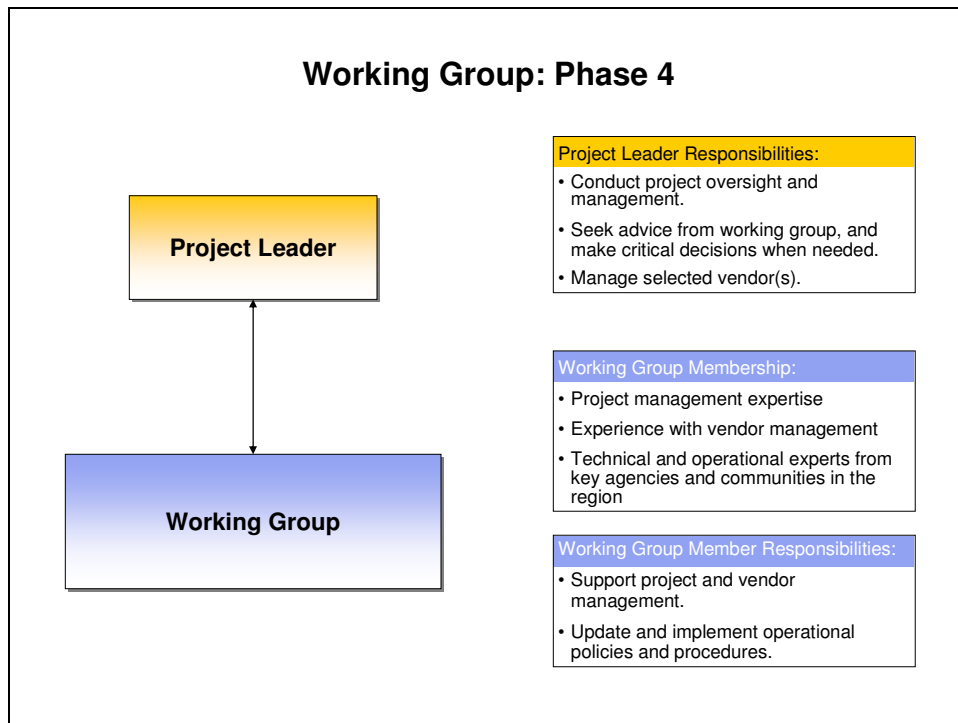 Working Group: Phase 4
Project Leader
Working Group
Project Leader Responsibilities:
• Conduct project oversight and
management.
• Seek advice from working group, and
make critical decisions when needed.
• Manage selected vendor(s).
Working Group Membership:
• Project management expertise
• Experience with vendor management
• Technical and operational experts from
key agencies and communities in the
region
Working Group Member Responsibilities:
• Support project and vendor
management.
• Update and implement operational
policies and procedures.